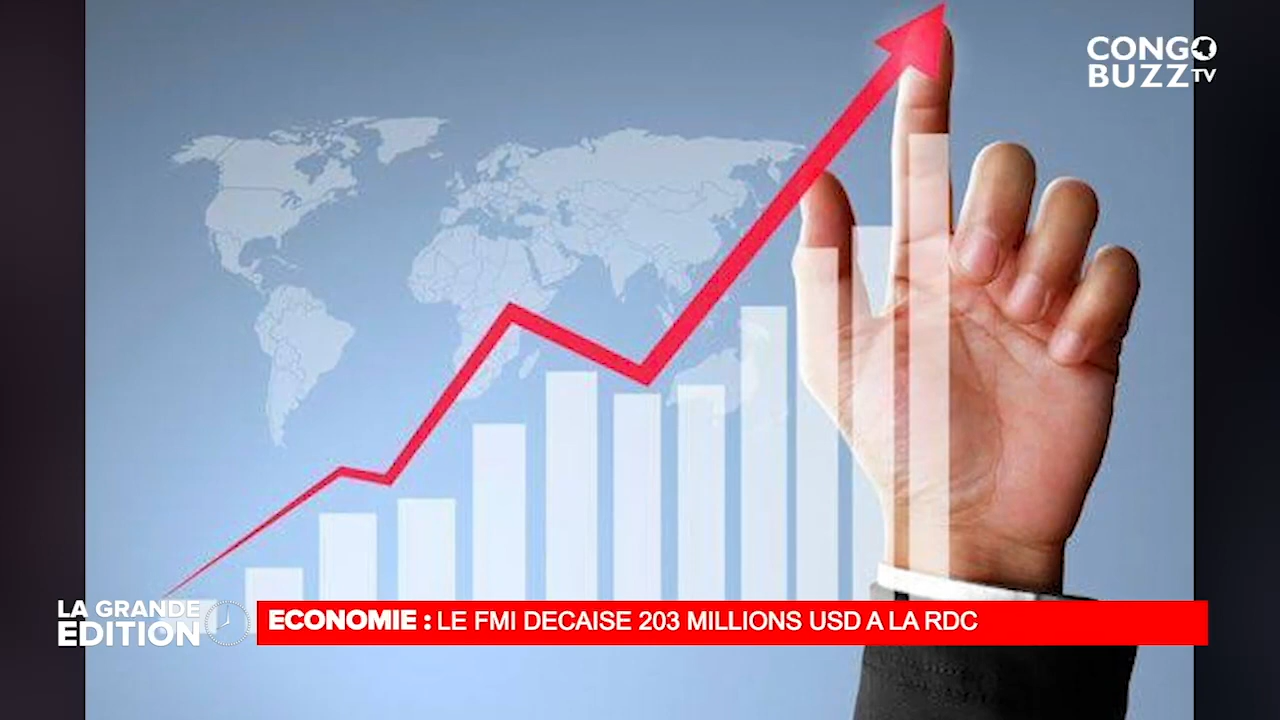 CONGO
BUZZ TV
LA GRANDE
EDITION
ECONOMIE : LE FMI DECAISE 203 MILLIONS USD A LA RDC